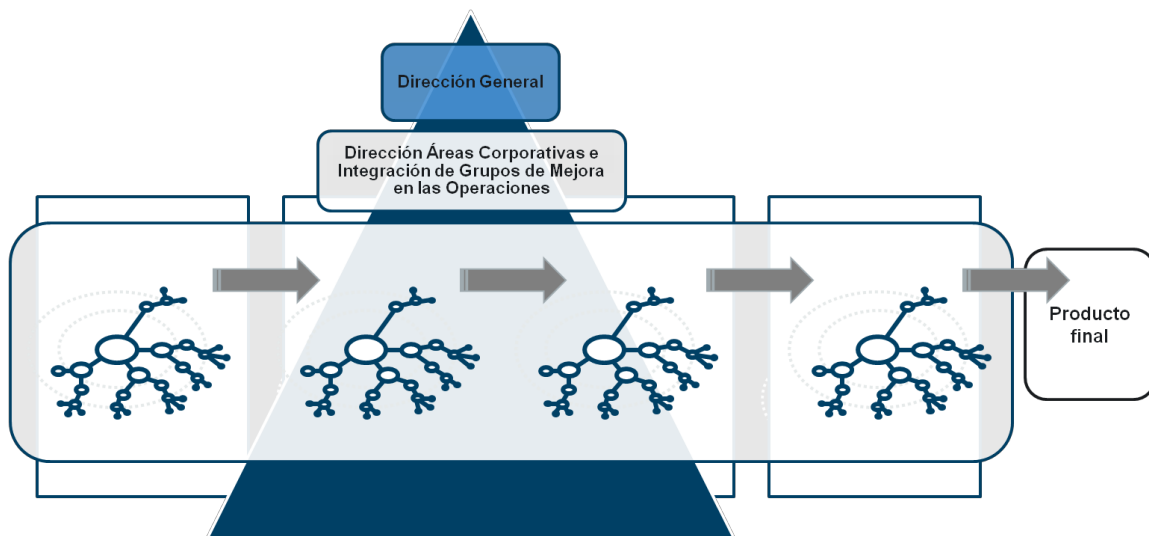 Dirección General
Dirección Áreas Corporativas e
Integración de Grupos de Mejora
en las Operaciones
Producto
final